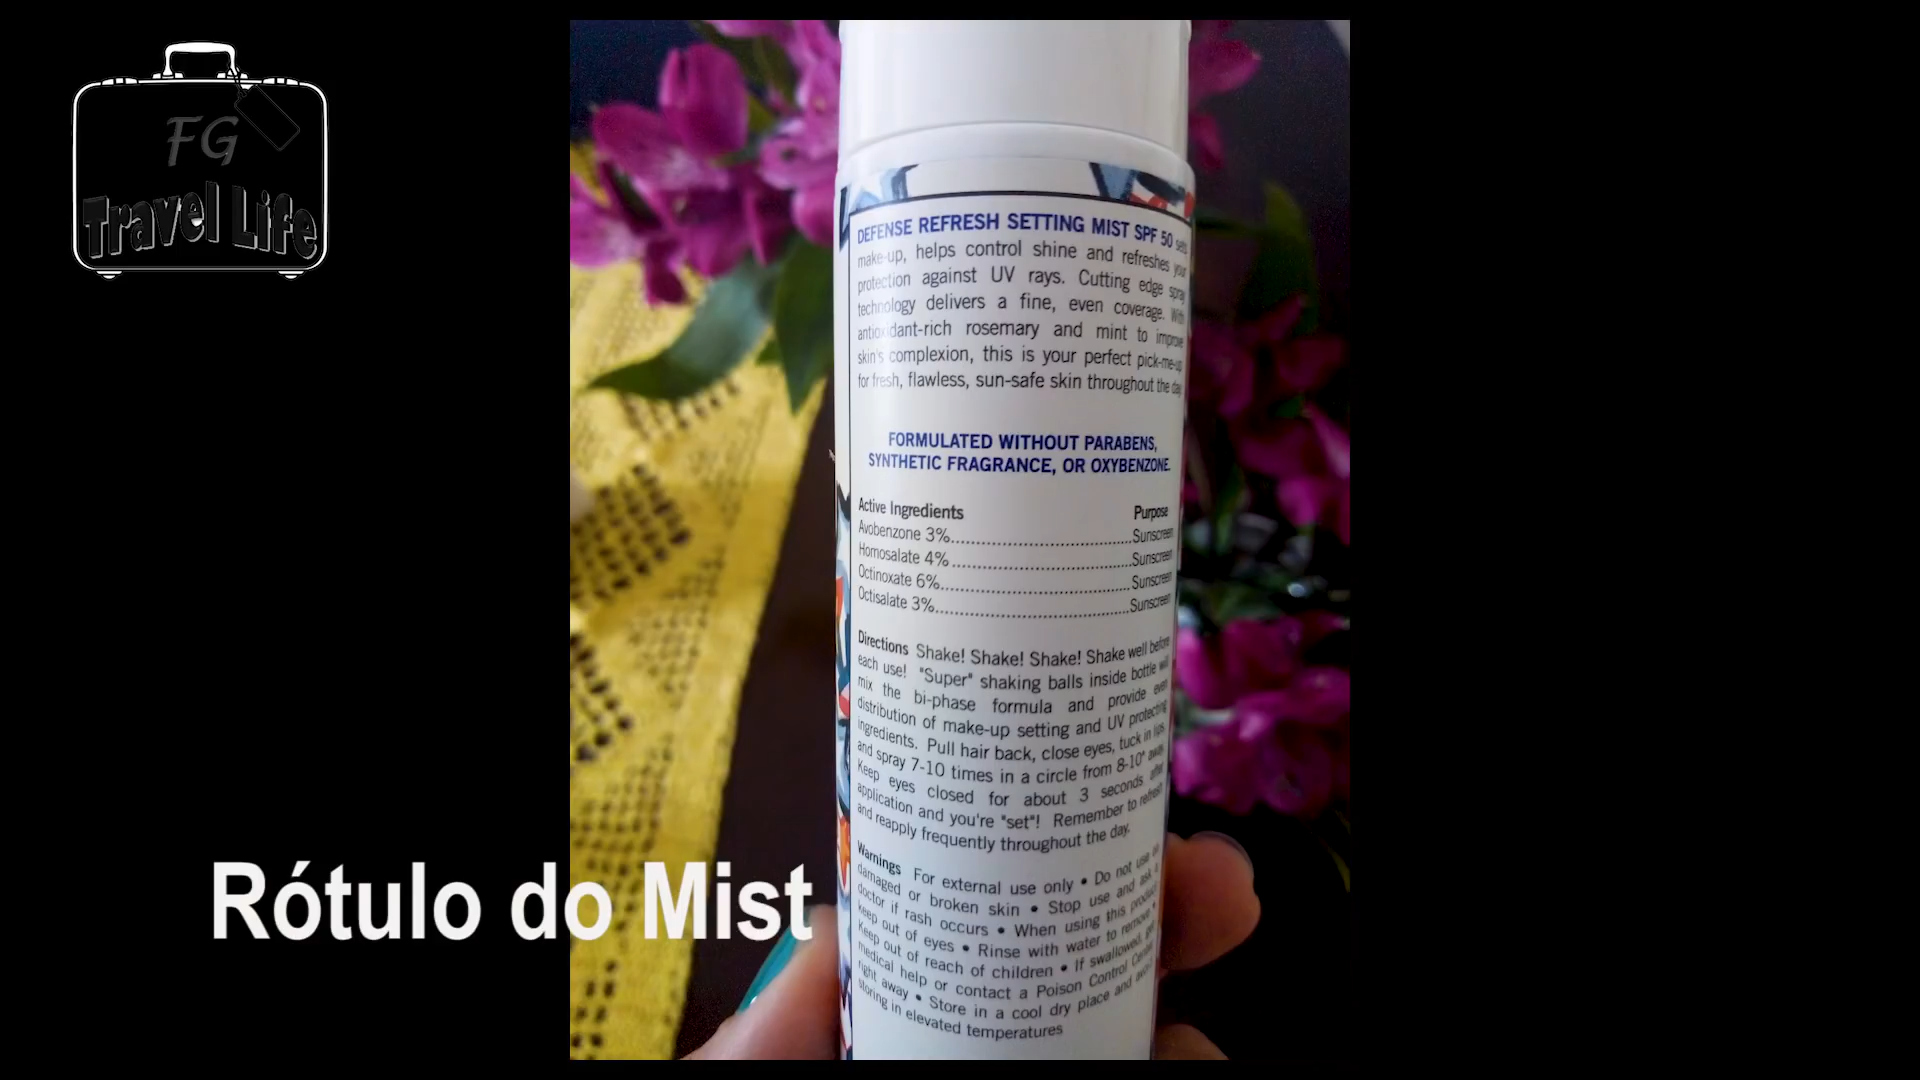 FG
Travel Life
DEFENSE REFRESH SETTING MIST SPF 50 sets
make-up, helps control shine and refreshes your
protection against UV rays. Cutting edge spray
technology delivers a fine, even coverage. With
antioxidant-rich rosemary and mint to improve
skin's complexion, this is your perfect pick-me-up
for fresh, flawless, sun-safe skin throughout the day
FORMULATED WITHOUT PARABENS,
SYNTHETIC FRAGRANCE, OR OXYBENZONE.
Active Ingredients Purpose
Avobenzone 3%..............................Sunscreen
Homosalate 4%..............................Sunscreen
Octinoxate 6%..............................Sunscreen
Octisalate 3%..............................Sunscreen
Directions Shake! Shake! Shake! Shake well before
each use! "Super" shaking balls inside bottle will
mix the bi-phase formula and provide even
distribution of make-up setting and UV protecting
ingredients. Pull hair back, close eyes, tuck in lips
and spray 7-10 times in a circle from 8-10" away
Keep eyes closed for about 3 seconds after
application and you're "set"! Remember to refresh
and reapply frequently throughout the day.
Warnings For external use only • Do not use on
damaged or broken skin • Stop use and ask a
doctor if rash occurs • When using this product
keep out of eyes • Rinse with water to remove •
Keep out of reach of children • If swallowed, get
medical help or contact a Poison Control Center
right away • Store in a cool dry place and avoid
storing in elevated temperatures
Rótulo do Mist